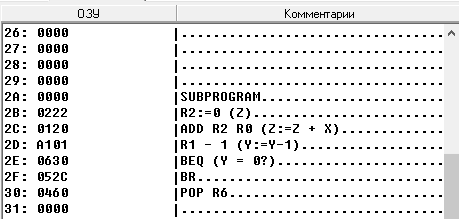 ОЗУ Комментарии
26: 0000 |..............................
27: 0000 |..............................
28: 0000 |..............................
29: 0000 |..............................
2A: 0000 |SUBPROGRAM....................
2B: 0222 |R2:=0 (Z).....................
2C: 0120 |ADD R2 R0 (Z:=Z + X)..........
2D: A101 |R1 - 1 (Y:=Y-1)...............
2E: 0630 |BEQ (Y = 0?)..................
2F: 052C |BR............................
30: 0460 |POP R6........................
31: 0000 |..............................